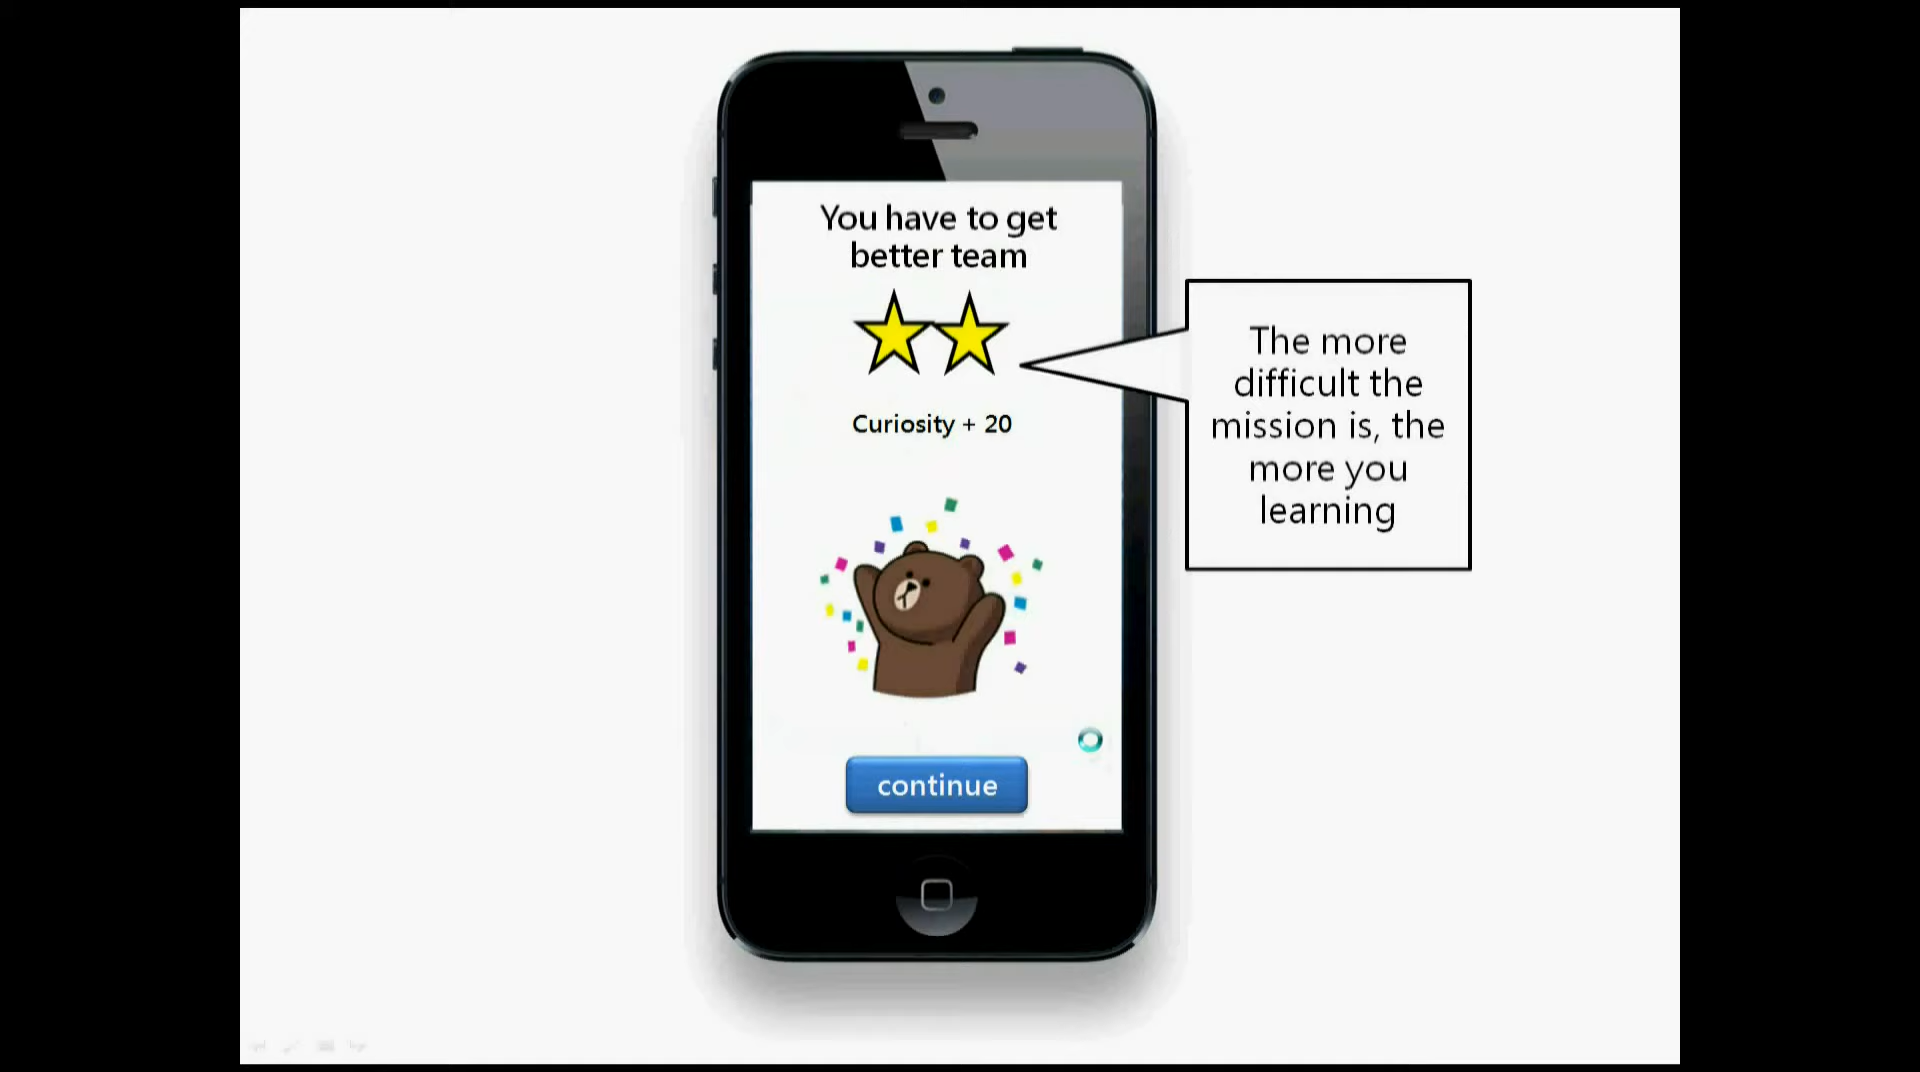 You have to get
better team
Curiosity + 20
continue
The more
difficult the
mission is, the
more you
learning